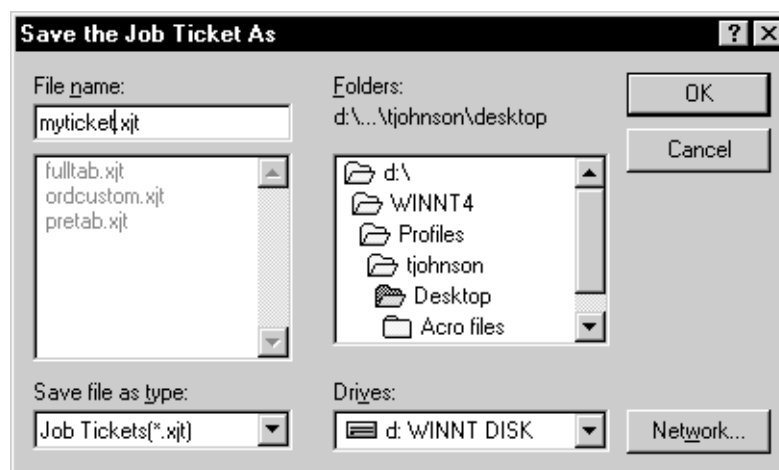 Save the Job Ticket As
File name:
myticket.xjt
fulltab.xjt
ordcustom.xjt
pretab.xjt
Save file as type:
Job Tickets(*.xjt)
Folders:
d:\...\tjohnson\desktop
d:\
WINNT4
Profiles
tjohnson
Desktop
Acro files
Drives:
d: WINNT DISK
OK
Cancel
Network...